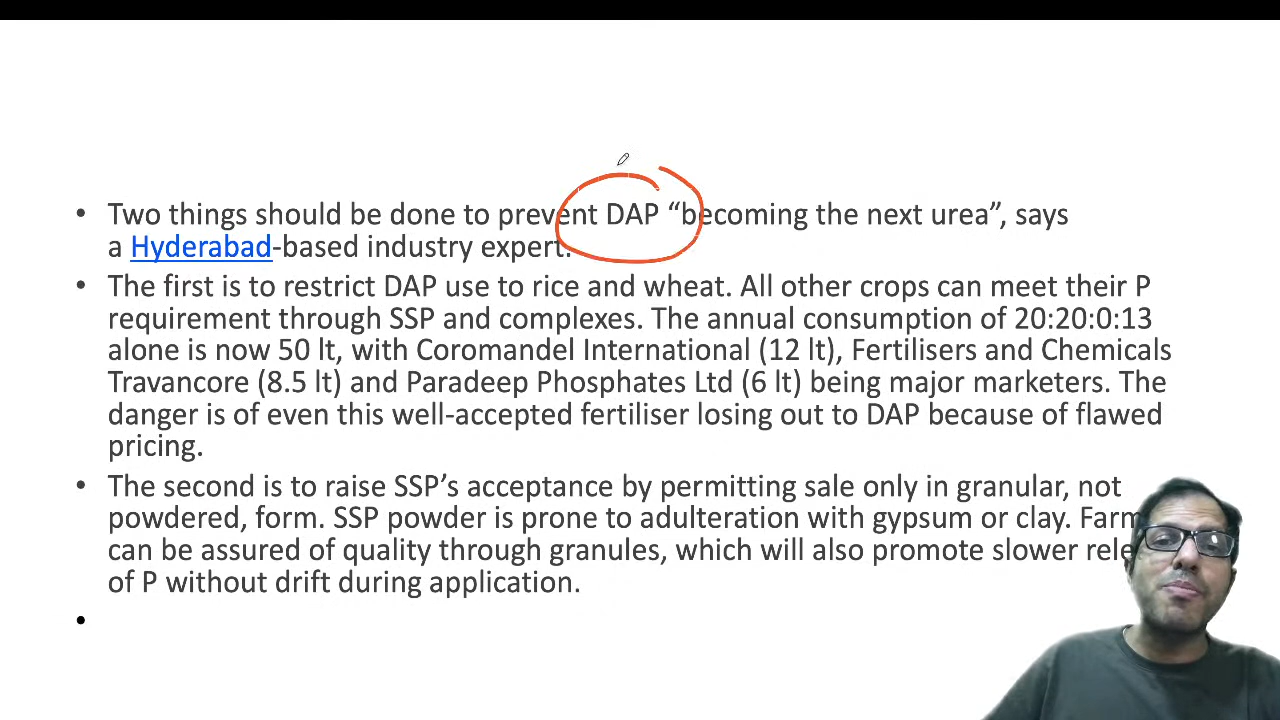 • Two things should be done to prevent DAP “becoming the next urea”, says
a Hyderabad-based industry expert.
• The first is to restrict DAP use to rice and wheat. All other crops can meet their P
requirement through SSP and complexes. The annual consumption of 20:20:0:13
alone is now 50 lt, with Coromandel International (12 lt), Fertilisers and Chemicals
Travancore (8.5 lt) and Paradeep Phosphates Ltd (6 lt) being major marketers. The
danger is of even this well-accepted fertiliser losing out to DAP because of flawed
pricing.
• The second is to raise SSP’s acceptance by permitting sale only in granular, not
powdered, form. SSP powder is prone to adulteration with gypsum or clay.
can be assured of quality through granules, which will also promote slower
of P without drift during application.
•